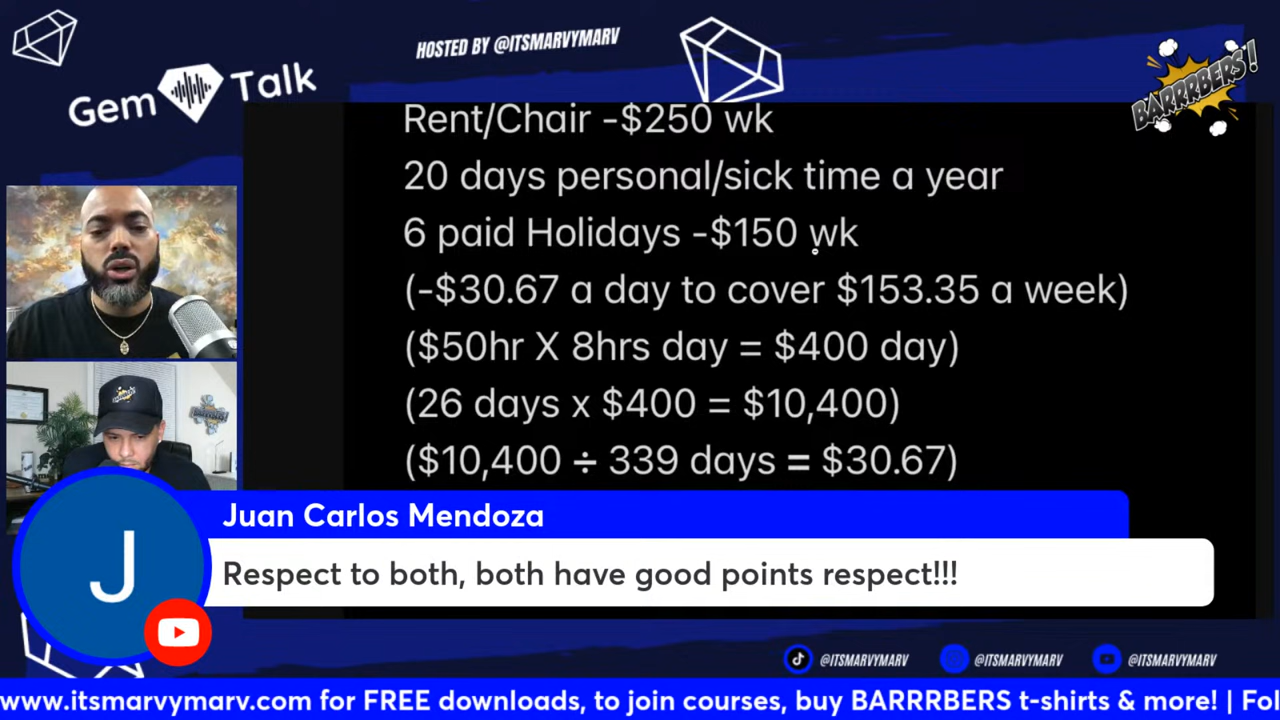 HOSTED BY @ITSMARVYMARV
Gem Talk
BARRRBERS!
Rent/Chair -$250 wk
20 days personal/sick time a year
6 paid Holidays -$150 wk
(-$30.67 a day to cover $153.35 a week)
($50hr X 8hrs day = $400 day)
(26 days x $400 = $10,400)
($10,400 ÷ 339 days = $30.67)
J
Juan Carlos Mendoza
Respect to both, both have good points respect!!!
@ITSMARVYMARV @ITSMARVYMARV @ITSMARVYMARV
www.itsmarvymarv.com for FREE downloads, to join courses, buy BARRRBERS t-shirts & more! | Fol